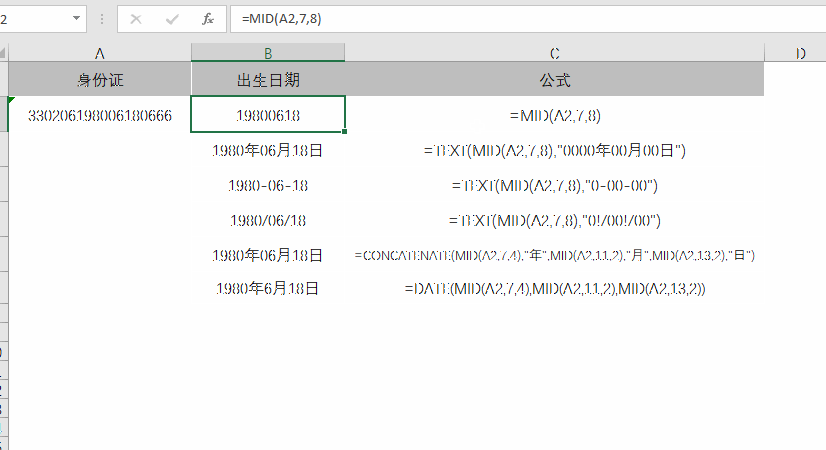 2
fx
=MID(A2,7,8)
A B C D
身份证 出生日期 公式
330206198006180666 19800618 =MID(A2,7,8)
1980年06月18日 =TEXT(MID(A2,7,8),"0000年00月00日")
1980-06-18 =TEXT(MID(A2,7,8),"0-00-00")
1980/06/18 =TEXT(MID(A2,7,8),"0!/00!/00")
1980年06月18日 =CONCATENATE(MID(A2,7,4),"年",MID(A2,11,2),"月",MID(A2,13,2),"日")
1980年6月18日 =DATE(MID(A2,7,4),MID(A2,11,2),MID(A2,13,2))